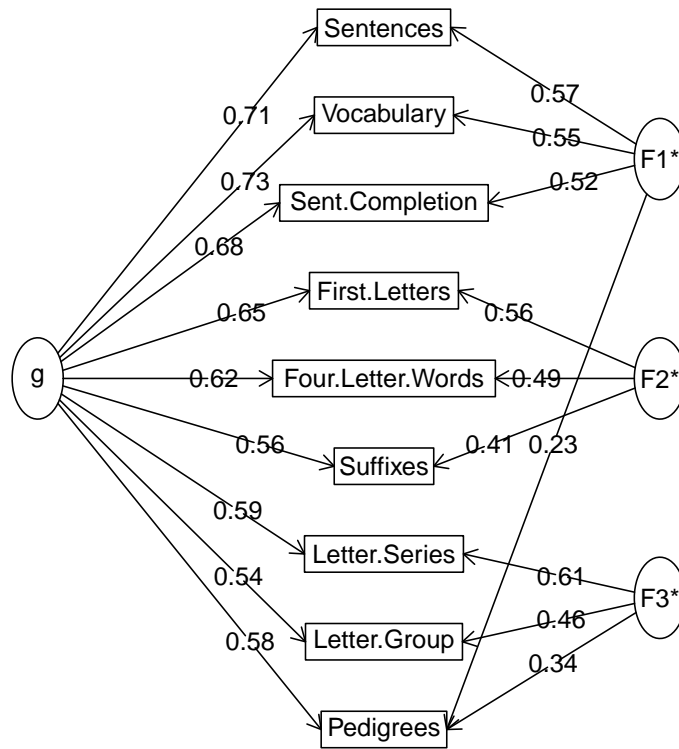 Sentences
0.57
0.71
Vocabulary
0.55
F1*
0.73
0.52
Sent.Completion
0.68
First.Letters
0.65
0.56
g
0.62
Four.Letter.Words
0.49
F2*
0.56
Suffixes
0.41
0.23
0.59
Letter.Series
0.61
0.54
F3*
0.46
Letter.Group
0.58
0.34
Pedigrees